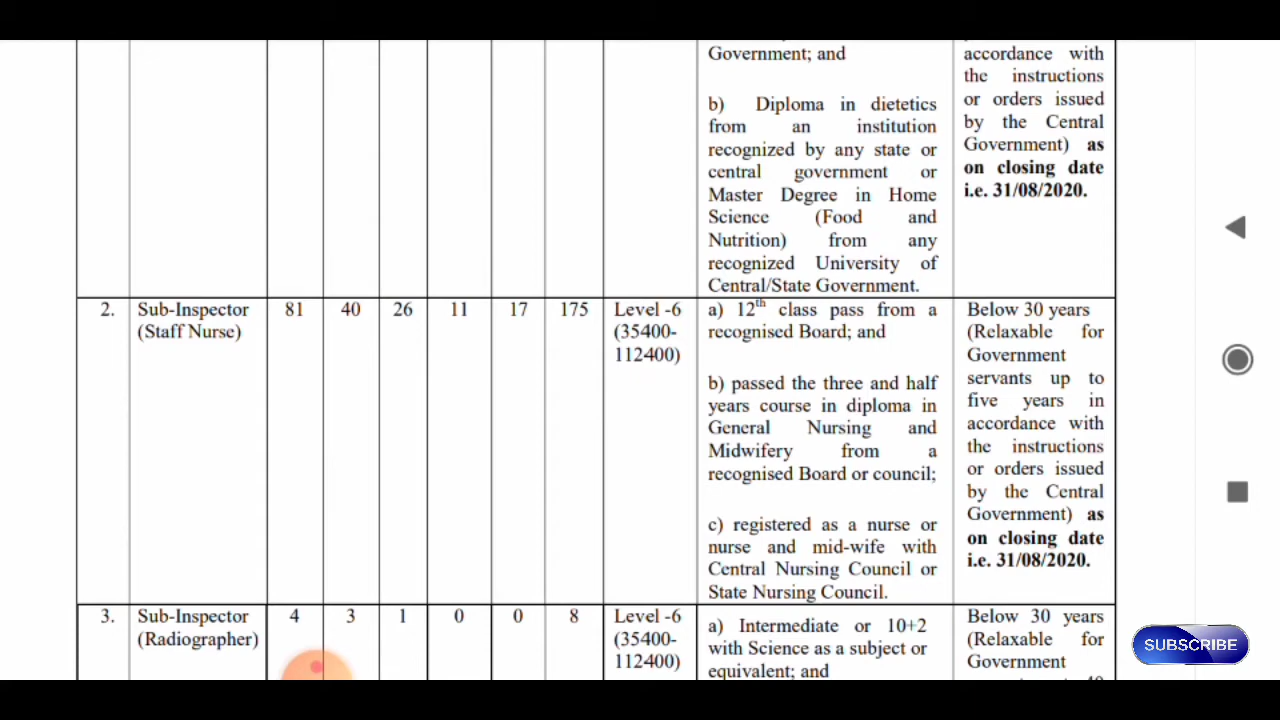 Government; and
b) Diploma in dietetics
from an institution
recognized by any state or
central government or
Master Degree in Home
Science (Food and
Nutrition) from any
recognized University of
Central/State Government.
accordance with
the instructions
or orders issued
by the Central
Government) as
on closing date
i.e. 31/08/2020.
2.
Sub-Inspector
(Staff Nurse)
81
40
26
11
17
175
Level -6
(35400-
112400)
a) 12th class pass from a
recognised Board; and
b) passed the three and half
years course in diploma in
General Nursing and
Midwifery from a
recognised Board or council;
c) registered as a nurse or
nurse and mid-wife with
Central Nursing Council or
State Nursing Council.
Below 30 years
(Relaxable for
Government
servants up to
five years in
accordance with
the instructions
or orders issued
by the Central
Government) as
on closing date
i.e. 31/08/2020.
3.
Sub-Inspector
(Radiographer)
4
3
1
0
0
8
Level -6
(35400-
112400)
a) Intermediate or 10+2
with Science as a subject or
equivalent; and
Below 30 years
(Relaxable for
Government
SUBSCRIBE